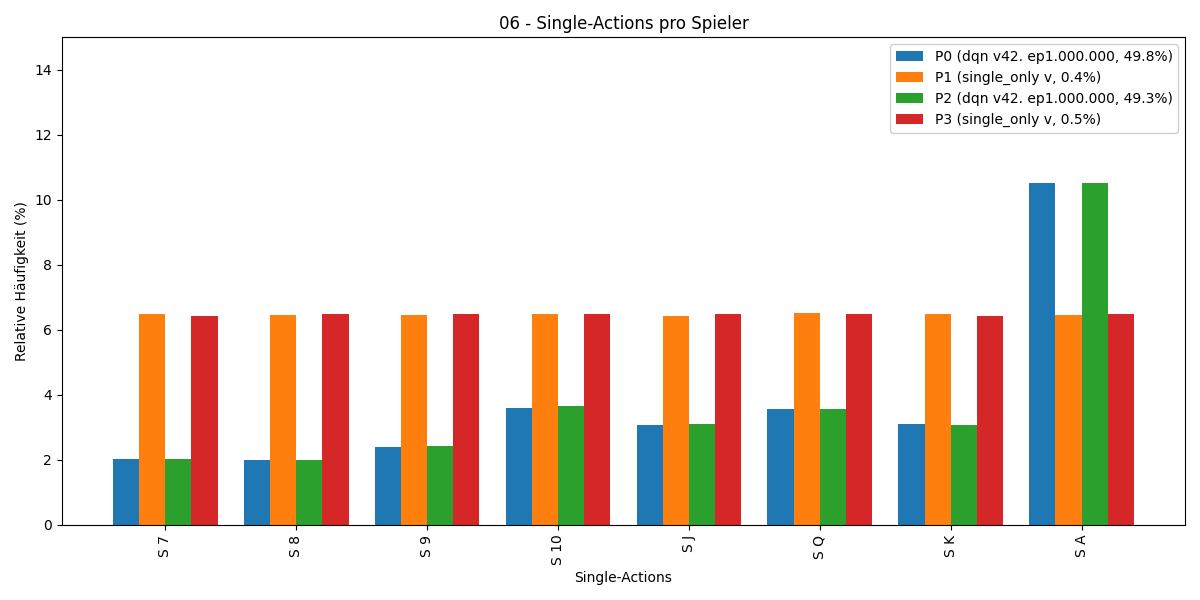 06 - Single-Actions pro Spieler
P0 (dqn v42. ep1.000.000, 49.8%)
P1 (single_only v, 0.4%)
P2 (dqn v42. ep1.000.000, 49.3%)
P3 (single_only v, 0.5%)
Relative Häufigkeit (%)
14
12
10
8
6
4
2
0
S 7
S 8
S 9
S 10
S J
S Q
S K
S A
Single-Actions